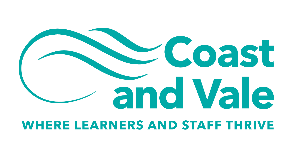 Coast
and Vale
WHERE LEARNERS AND STAFF THRIVE